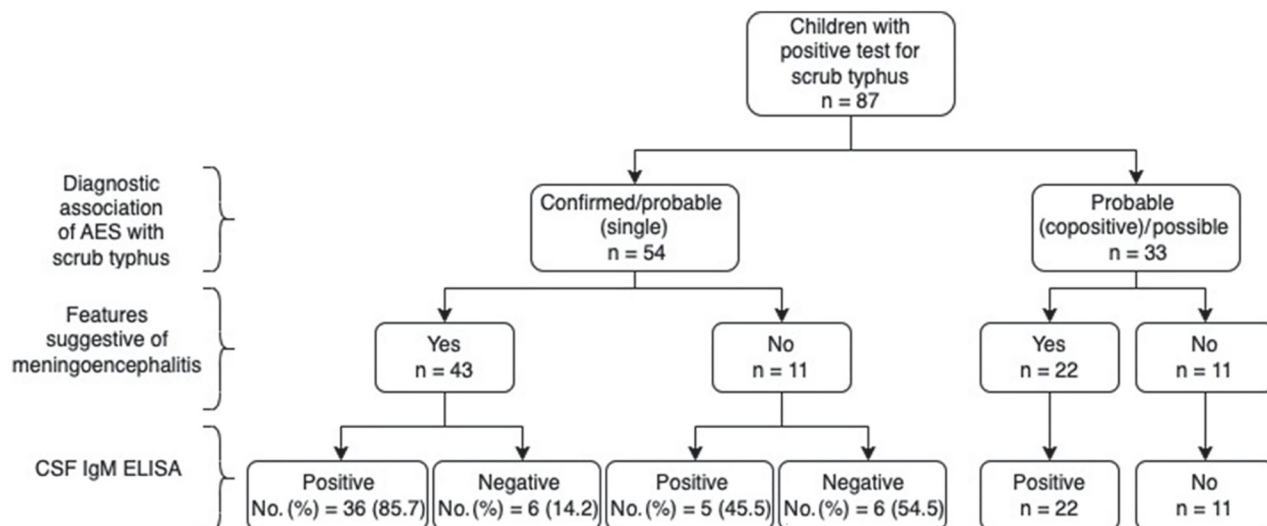 Children with
positive test for
scrub typhus
n = 87
Diagnostic
association
of AES with
scrub typhus
Confirmed/probable
(single)
n = 54
Probable
(copositive)/possible
n = 33
Features
suggestive of
meningoencephalitis
Yes
n = 43
No
n = 11
Yes
n = 22
No
n = 11
CSF IgM ELISA
Positive
No. (%) = 36 (85.7)
Negative
No. (%) = 6 (14.2)
Positive
No. (%) = 5 (45.5)
Negative
No. (%) = 6 (54.5)
Positive
n = 22
No
n = 11